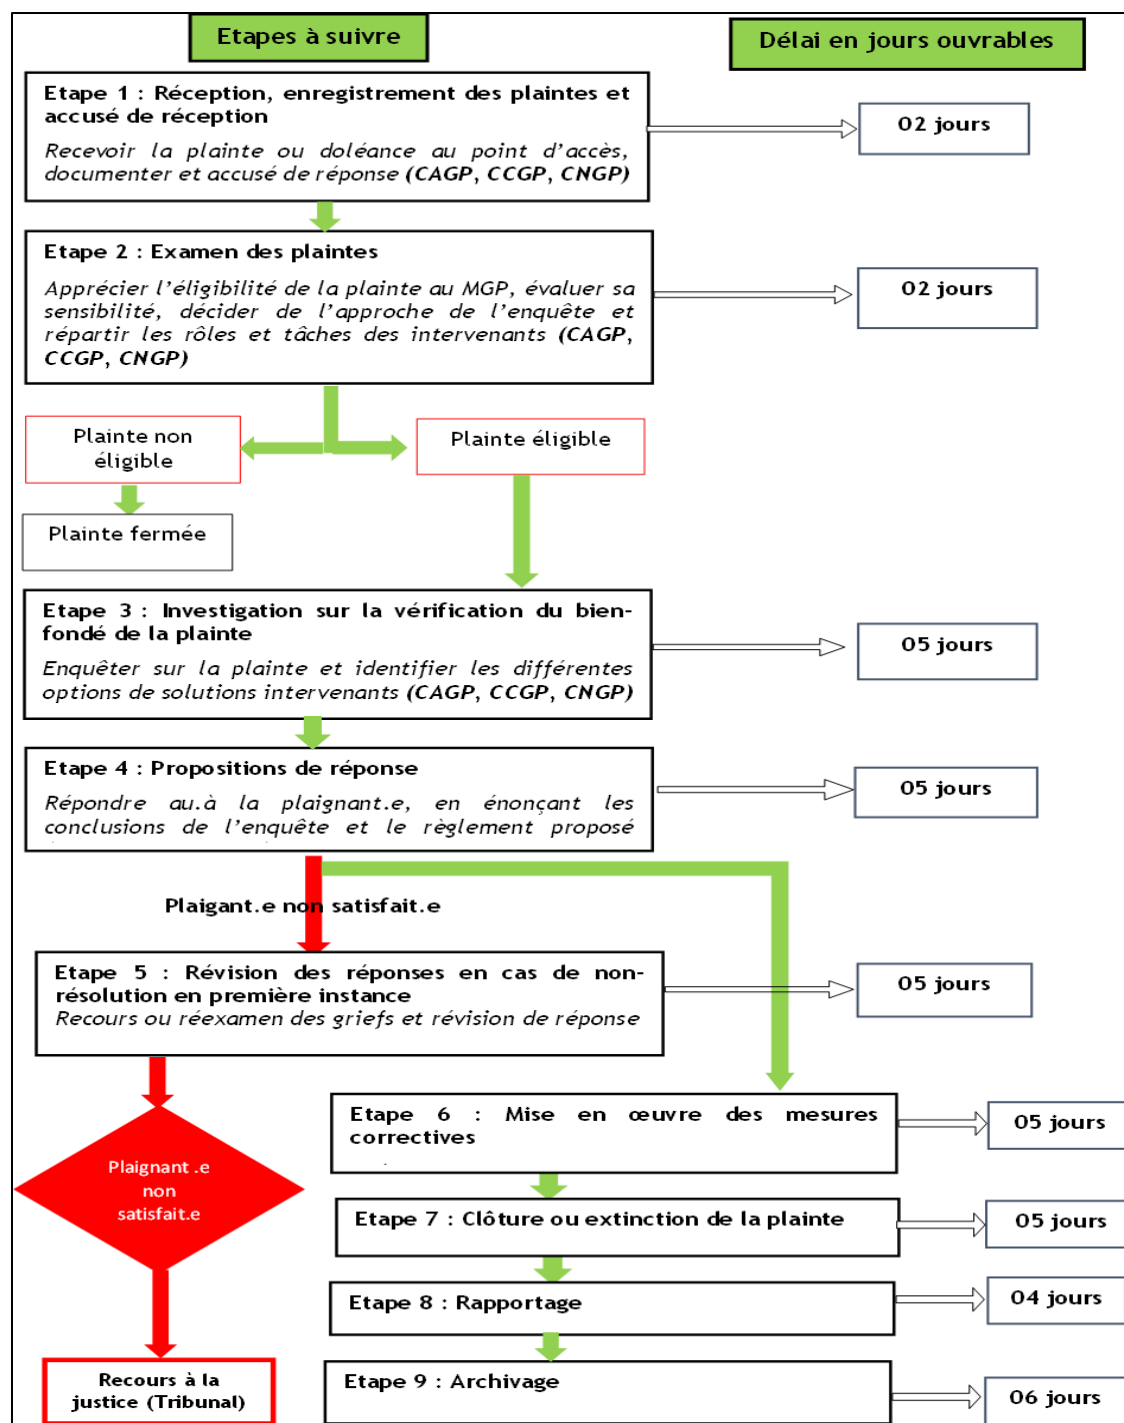 Etapes à suivre
Délai en jours ouvrables
Etape 1 : Réception, enregistrement des plaintes et
accusé de réception
Recevoir la plainte ou doléance au point d’accès,
documenter et accusé de réponse (CAGP, CCGP, CNGP)
02 jours
Etape 2 : Examen des plaintes
Apprécier l’éligibilité de la plainte au MGP, évaluer sa
sensibilité, décider de l’approche de l’enquête et
répartir les rôles et tâches des intervenants (CAGP,
CCGP, CNGP)
02 jours
Plainte non
éligible
Plainte éligible
Plainte fermée
Etape 3 : Investigation sur la vérification du bien-
fondé de la plainte
Enquêter sur la plainte et identifier les différentes
options de solutions intervenants (CAGP, CCGP, CNGP)
05 jours
Etape 4 : Propositions de réponse
Répondre au.à la plaignant.e, en énonçant les
conclusions de l’enquête et le règlement proposé
05 jours
Plaigant.e non satisfait.e
Etape 5 : Révision des réponses en cas de non-
résolution en première instance
Recours ou réexamen des griefs et révision de réponse
05 jours
Plaignant .e
non
satisfait.e
Recours à la
justice (Tribunal)
Etape 6 : Mise en œuvre des mesures
correctives
05 jours
Etape 7 : Clôture ou extinction de la plainte
05 jours
Etape 8 : Rapportage
04 jours
Etape 9 : Archivage
06 jours